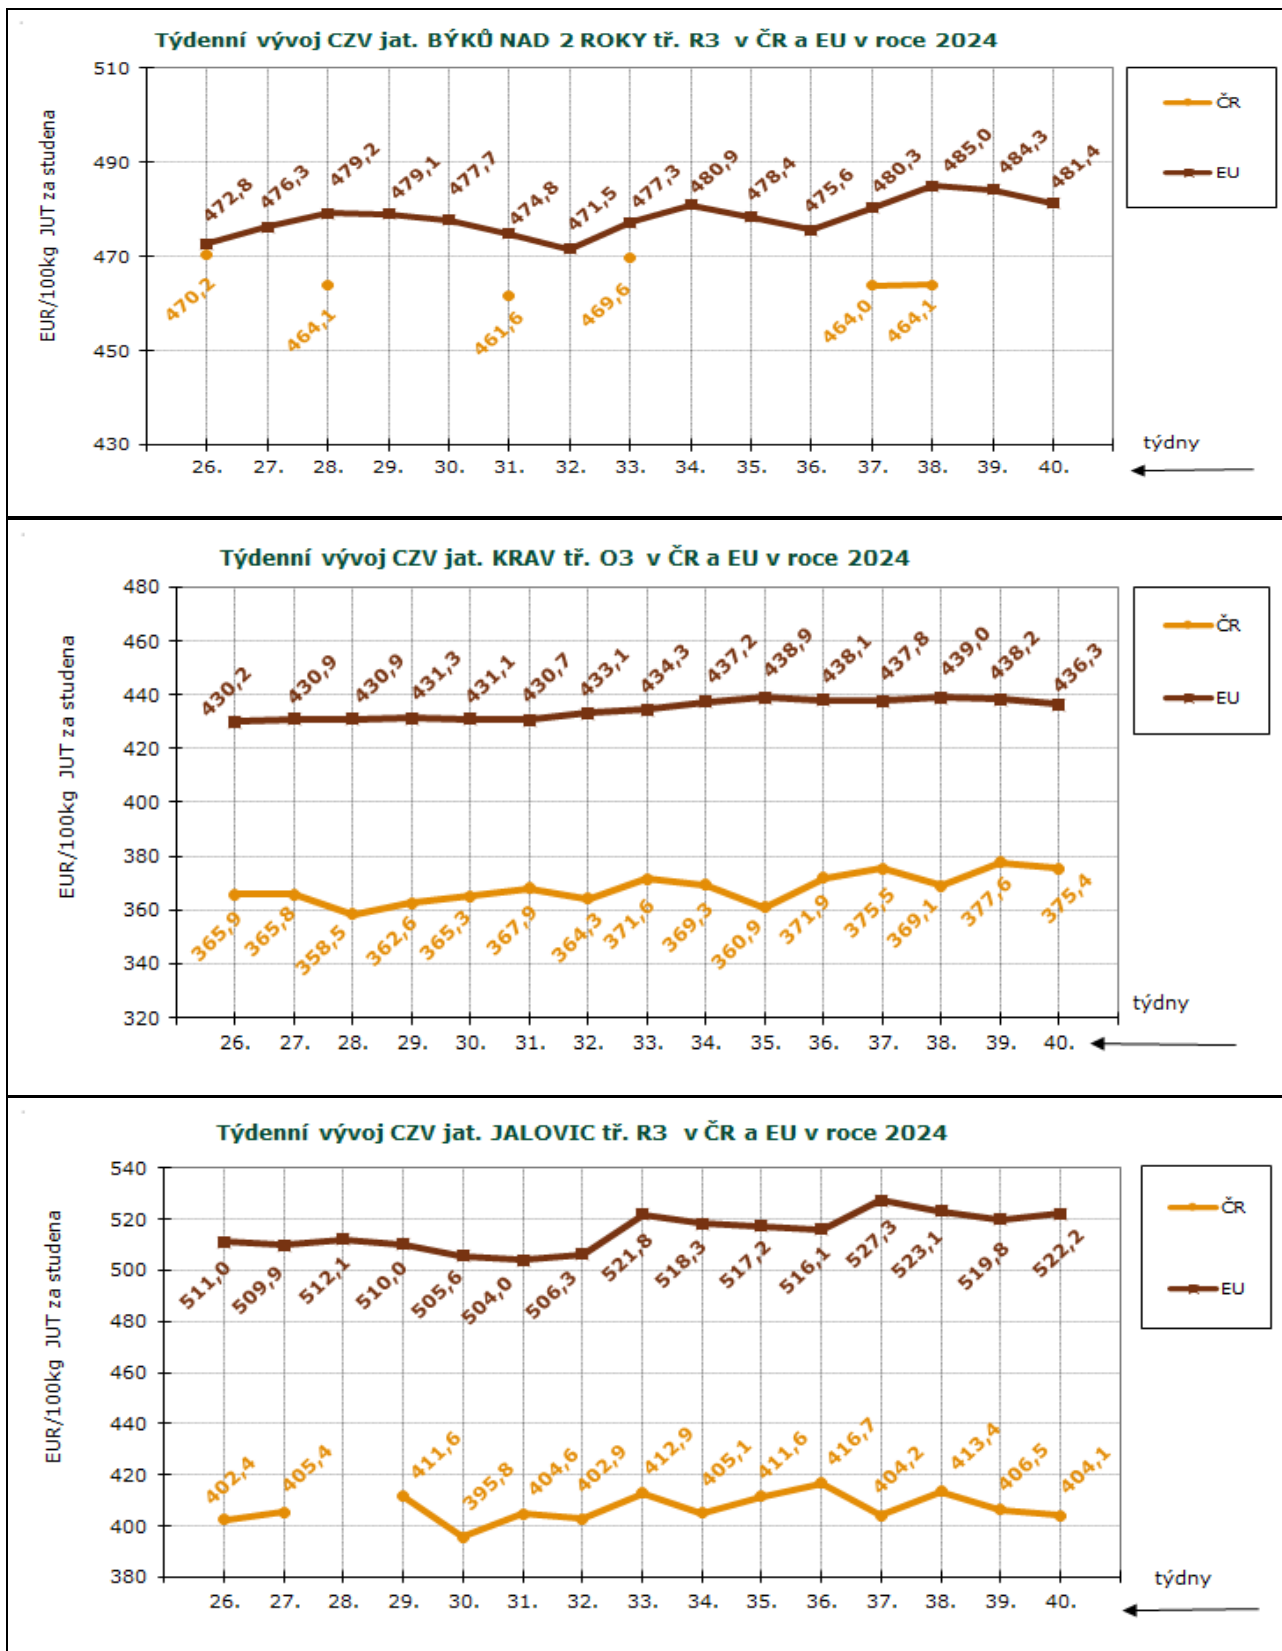 Týdenní vývoj CZV jat. BÝKŮ NAD 2 ROKY tř. R3 v ČR a EU v roce 2024
EUR/100kg JUT za studena
510
490
470
450
430
472,8 476,3 479,2 479,1 477,7 474,8 471,5 477,3 480,9 478,4 475,6 480,3 485,0 484,3 481,4
470,2 464,1 461,6 469,6 464,0 464,1
26. 27. 28. 29. 30. 31. 32. 33. 34. 35. 36. 37. 38. 39. 40.
týdny
ČR
EU
Týdenní vývoj CZV jat. KRAV tř. O3 v ČR a EU v roce 2024
EUR/100kg JUT za studena
480
460
440
420
400
380
360
340
320
430,2 430,9 430,9 431,3 431,1 430,7 433,1 434,3 437,2 438,9 438,1 437,8 439,0 438,2 436,3
365,9 365,8 358,5 362,6 365,3 367,9 364,3 371,6 369,3 360,9 371,9 375,5 369,1 377,6 375,4
26. 27. 28. 29. 30. 31. 32. 33. 34. 35. 36. 37. 38. 39. 40.
týdny
ČR
EU
Týdenní vývoj CZV jat. JALOVIC tř. R3 v ČR a EU v roce 2024
EUR/100kg JUT za studena
540
520
500
480
460
440
420
400
380
511,0 509,9 512,1 510,0 505,6 504,0 506,3 521,8 518,3 517,2 516,1 527,3 523,1 519,8 522,2
402,4 405,4 411,6 395,8 404,6 402,9 412,9 405,1 411,6 416,7 404,2 413,4 406,5 404,1
26. 27. 28. 29. 30. 31. 32. 33. 34. 35. 36. 37. 38. 39. 40.
týdny
ČR
EU